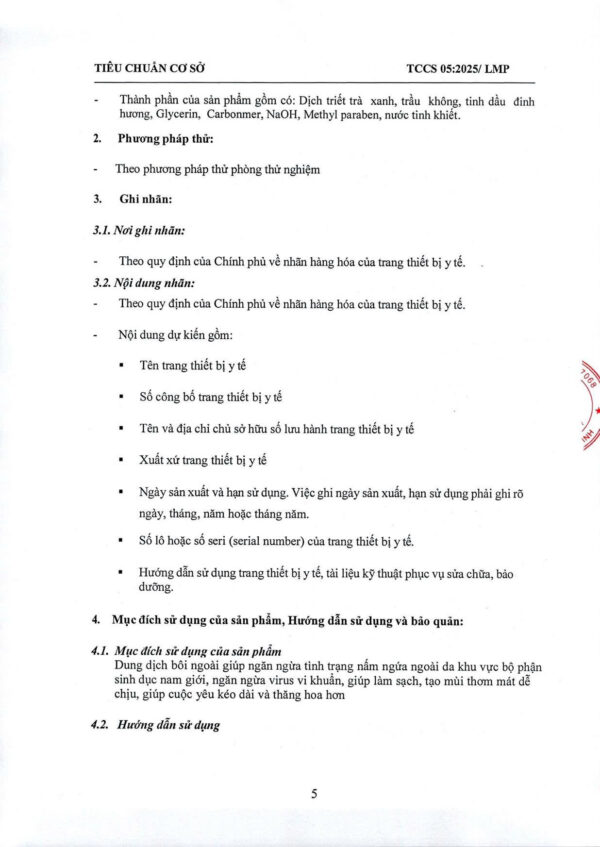 TIÊU CHUẨN CƠ SỞ TCCS 05:2025/ LMP
- Thành phần của sản phẩm gồm có: Dịch triết trà xanh, trầu không, tinh dầu đinh
hương, Glycerin, Carbonmer, NaOH, Methyl paraben, nước tinh khiết.
2. Phương pháp thử:
- Theo phương pháp thử phòng thử nghiệm
3. Ghi nhãn:
3.1. Nơi ghi nhãn:
- Theo quy định của Chính phủ về nhãn hàng hóa của trang thiết bị y tế.
3.2. Nội dung nhãn:
- Theo quy định của Chính phủ về nhãn hàng hóa của trang thiết bị y tế.
- Nội dung dự kiến gồm:
▪ Tên trang thiết bị y tế
▪ Số công bố trang thiết bị y tế
▪ Tên và địa chỉ chủ sở hữu số lưu hành trang thiết bị y tế
▪ Xuất xứ trang thiết bị y tế
▪ Ngày sản xuất và hạn sử dụng. Việc ghi ngày sản xuất, hạn sử dụng phải ghi rõ
ngày, tháng, năm hoặc tháng năm.
▪ Số lô hoặc số seri (serial number) của trang thiết bị y tế.
▪ Hướng dẫn sử dụng trang thiết bị y tế, tài liệu kỹ thuật phục vụ sửa chữa, bảo
dưỡng.
4. Mục đích sử dụng của sản phẩm, Hướng dẫn sử dụng và bảo quản:
4.1. Mục đích sử dụng của sản phẩm
Dung dịch bôi ngoài giúp ngăn ngừa tình trạng nấm ngứa ngoài da khu vực bộ phận
sinh dục nam giới, ngăn ngừa virus vi khuẩn, giúp làm sạch, tạo mùi thơm mát dễ
chịu, giúp cuộc yêu kéo dài và thăng hoa hơn
4.2. Hướng dẫn sử dụng
5
7068